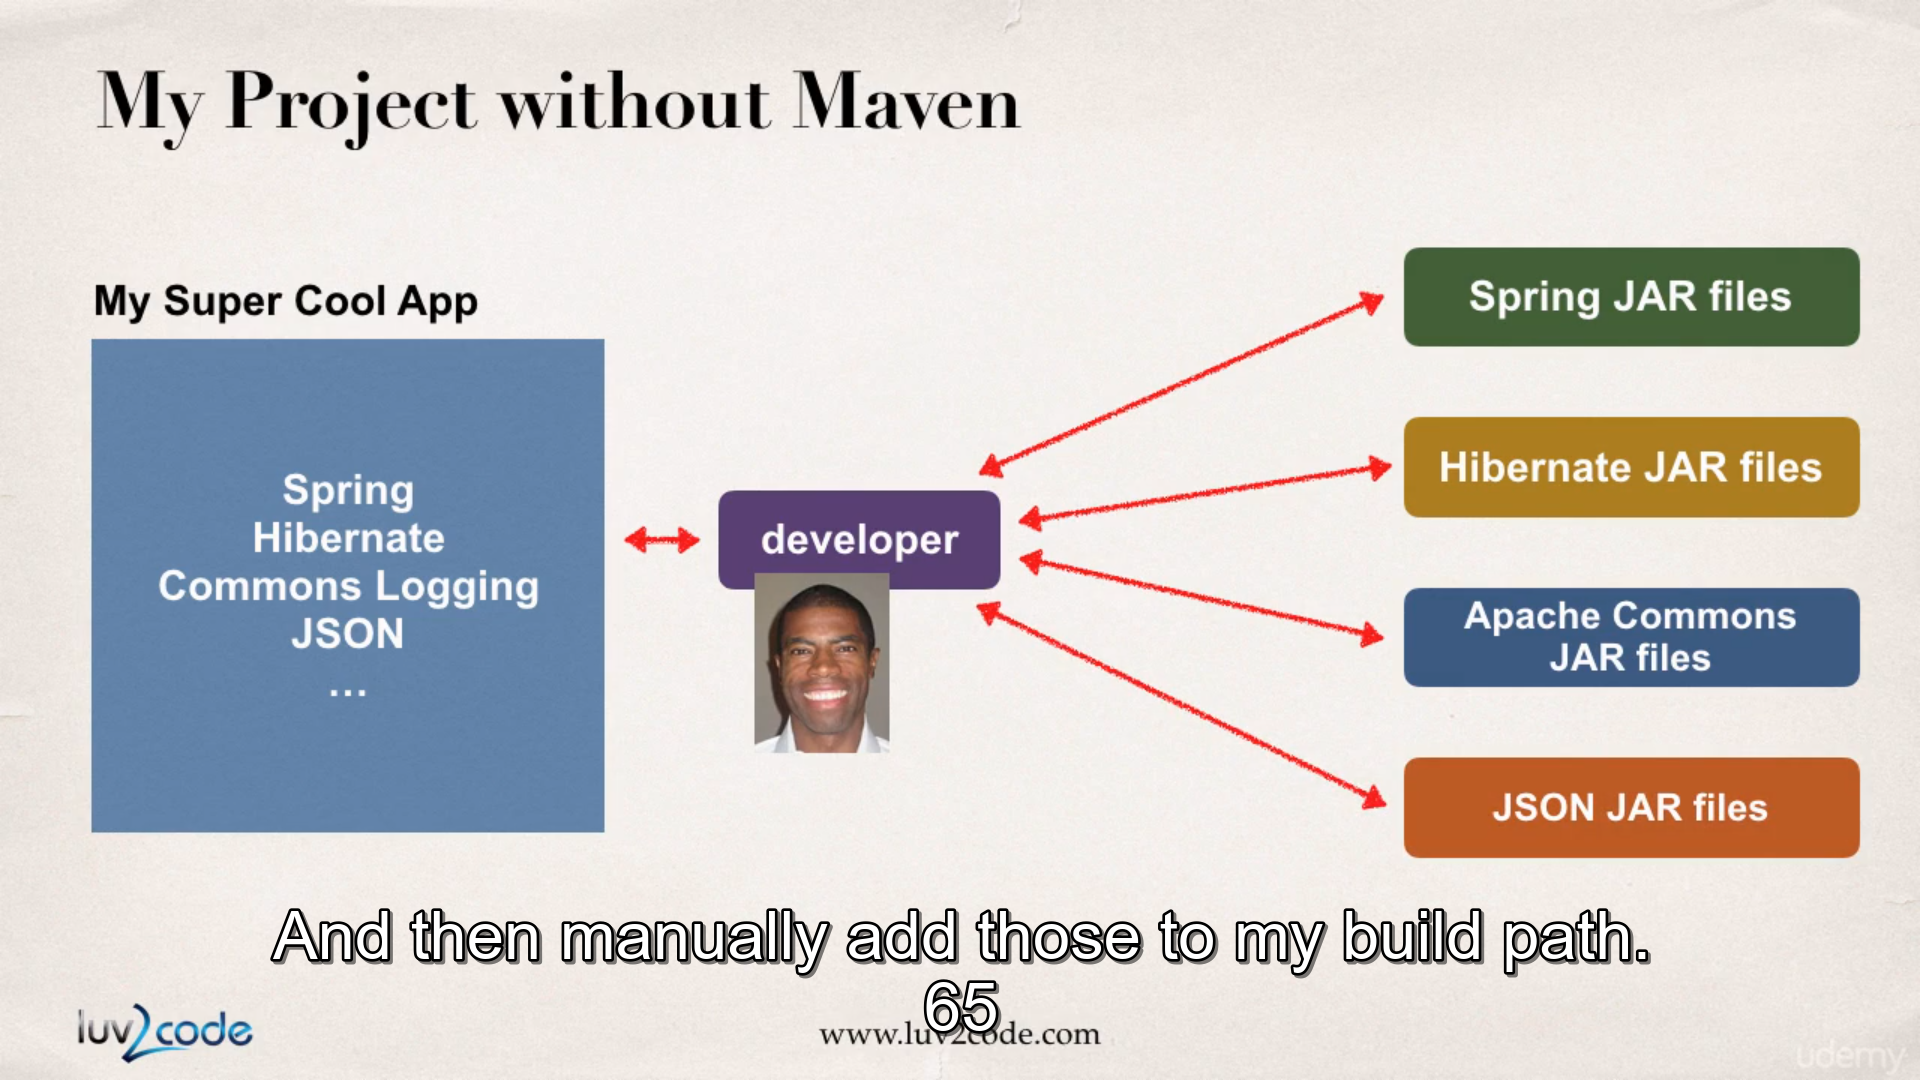 My Project without Maven
My Super Cool App
Spring
Hibernate
Commons Logging
JSON
...
developer
Spring JAR files
Hibernate JAR files
Apache Commons
JAR files
JSON JAR files
And then manually add those to my build path.
65
luv2code
www.luv2code.com
udemy